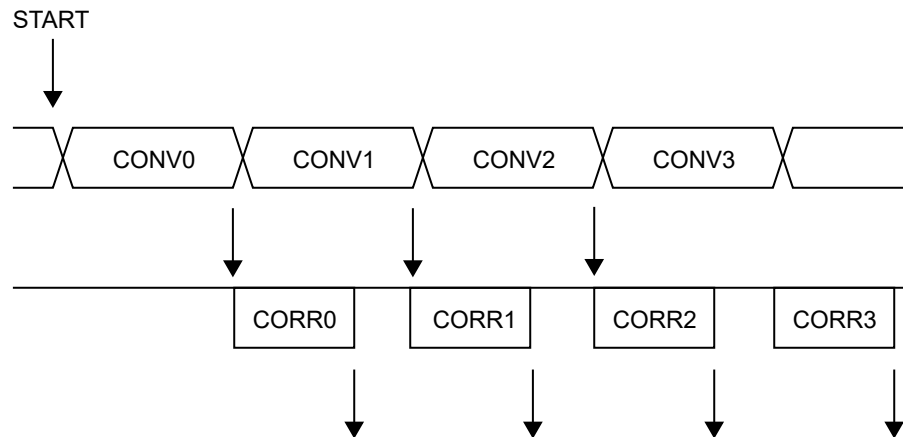 START
CONV0 CONV1 CONV2 CONV3
CORR0 CORR1 CORR2 CORR3